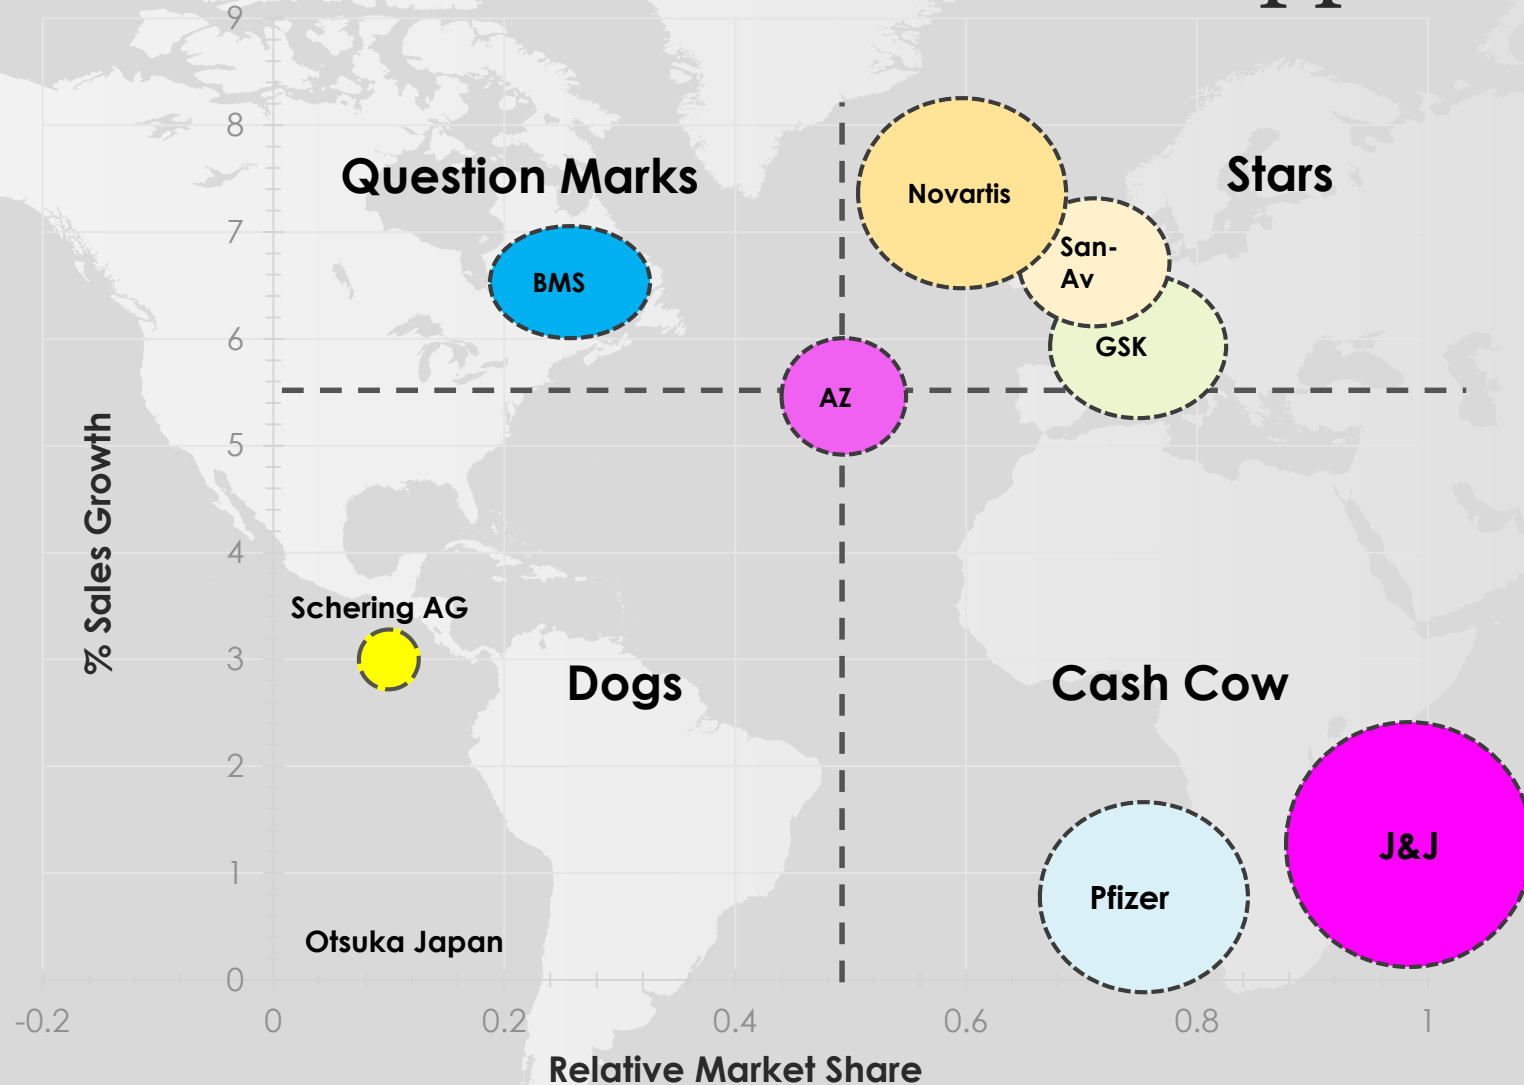 9
8
Question Marks
Stars
Novartis
7
San-
Av
BMS
6
GSK
AZ
5
% Sales Growth
4
Schering AG
3
Dogs
Cash Cow
2
J&J
1
Pfizer
Otsuka Japan
0
-0.2 0 0.2 0.4 0.6 0.8 1
Relative Market Share